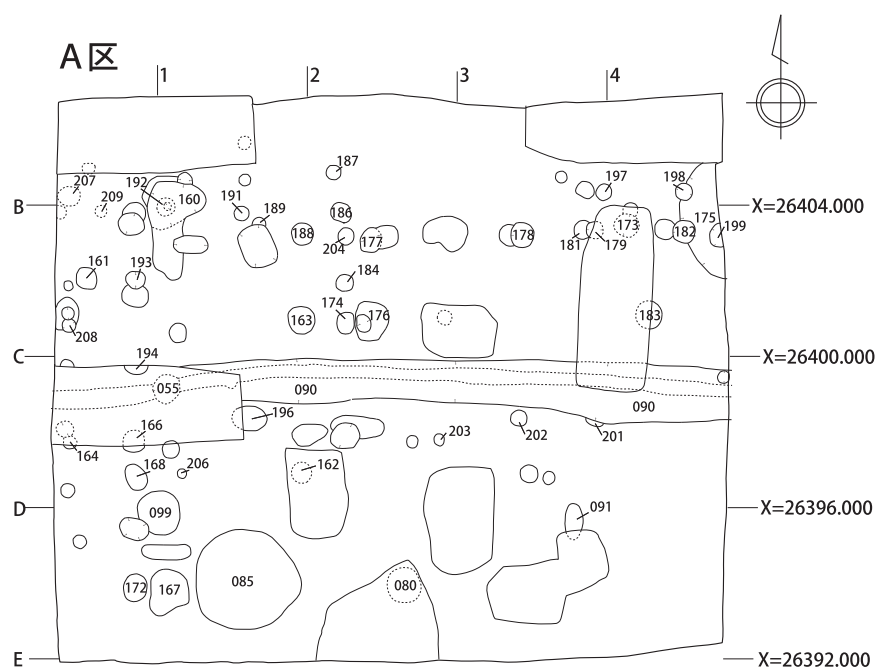 A区
1 2 3 4
187
192 197 198
207 209 160 191 186 189
B X=26404.000
175 199
188 204 177 178 181 179 173 182
161 193 184
174
163 176 183
208
C X=26400.000
194
055 090
090
196
166 203 202 201
164
168 206 162
D X=26396.000
099 091
172 167 085 080
E X=26392.000